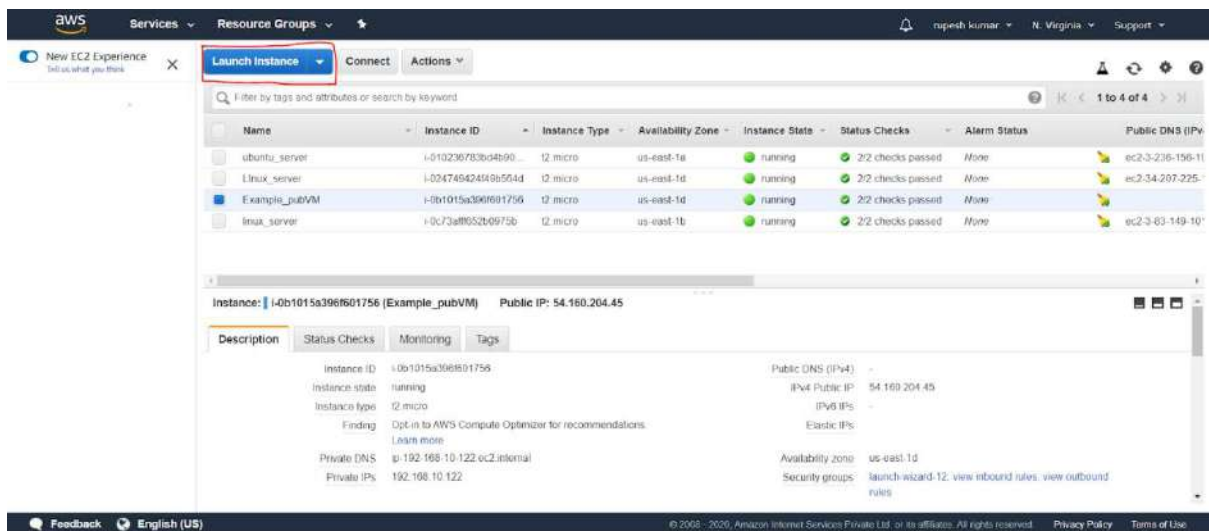 aws Services Resource Groups rupesh kumar N. Virginia Support
New EC2 Experience
Tell us what you think
Launch Instance Connect Actions
Filter by tags and attributes or search by keyword 1 to 4 of 4
Name Instance ID Instance Type Availability Zone Instance State Status Checks Alarm Status Public DNS (IPv
ubuntu_server t2.micro us-east-1a running 2/2 checks passed None
Linux_server t2.micro us-east-1d running 2/2 checks passed None
Example_pubVM i-0b1015a396f601756 t2.micro us-east-1d running 2/2 checks passed None
linux_server t2.micro us-east-1b running 2/2 checks passed None
Instance: i-0b1015a396f601756 (Example_pubVM) Public IP: 54.160.204.45
Description Status Checks Monitoring Tags
Instance ID i-0b1015a396f601756 Public DNS (IPv4) -
Instance state running IPv4 Public IP 54.160.204.45
Instance type t2.micro IPv6 IPs -
Finding Opt-in to AWS Compute Optimizer for recommendations. Elastic IPs
Learn more
Private DNS ip-192-168-10-122.ec2.internal Availability zone us-east-1d
Private IPs 192.168.10.122 Security groups launch-wizard-12. view inbound rules. view outbound
rules
Feedback English (US) © 2008 - 2020, Amazon Internet Services Private Ltd. or its affiliates. All rights reserved. Privacy Policy Terms of Use